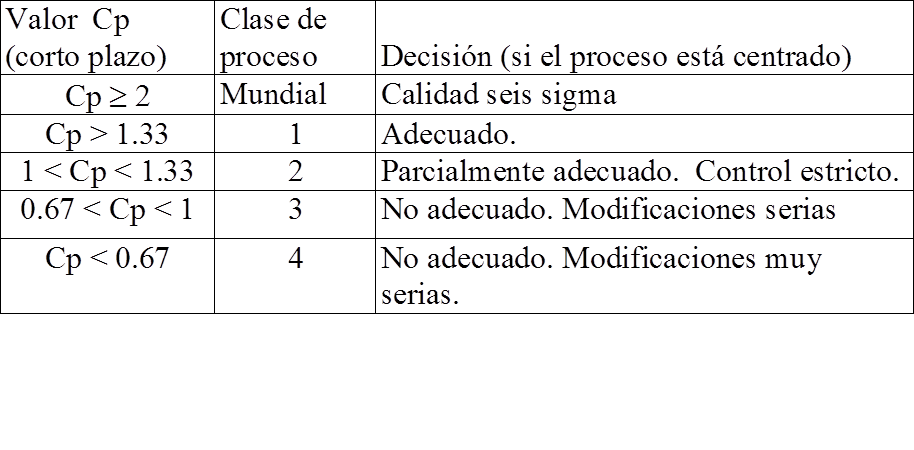 Valor Cp
(corto plazo)
Clase de
proceso
Decisión (si el proceso está centrado)
Cp ≥ 2
Mundial
Calidad seis sigma
Cp > 1.33
1
Adecuado.
1 < Cp < 1.33
2
Parcialmente adecuado. Control estricto.
0.67 < Cp < 1
3
No adecuado. Modificaciones serias
Cp < 0.67
4
No adecuado. Modificaciones muy
serias.